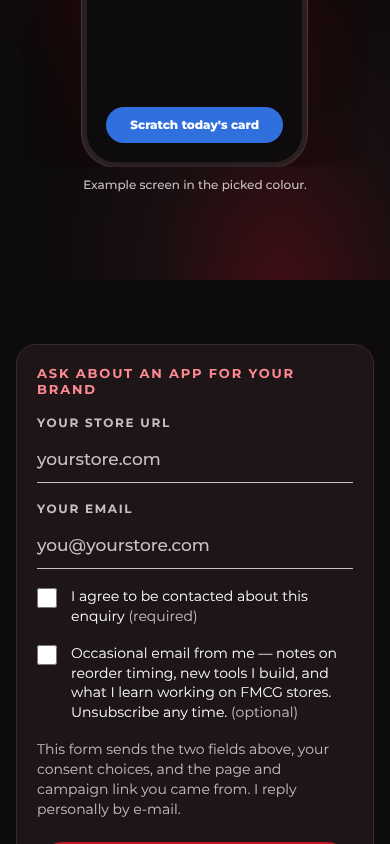 Scratch today's card
Example screen in the picked colour.
ASK ABOUT AN APP FOR YOUR
BRAND
YOUR STORE URL
yourstore.com
YOUR EMAIL
you@yourstore.com
I agree to be contacted about this
enquiry (required)
Occasional email from me — notes on
reorder timing, new tools I build, and
what I learn working on FMCG stores.
Unsubscribe any time. (optional)
This form sends the two fields above, your
consent choices, and the page and
campaign link you came from. I reply
personally by e-mail.